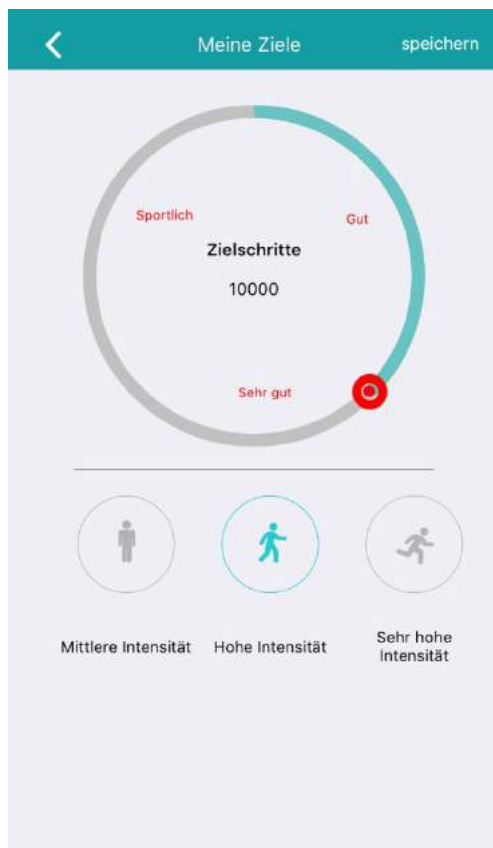 Meine Ziele
speichern
Sportlich
Gut
Zielschritte
10000
Sehr gut
Mittlere Intensität
Hohe Intensität
Sehr hohe
Intensität